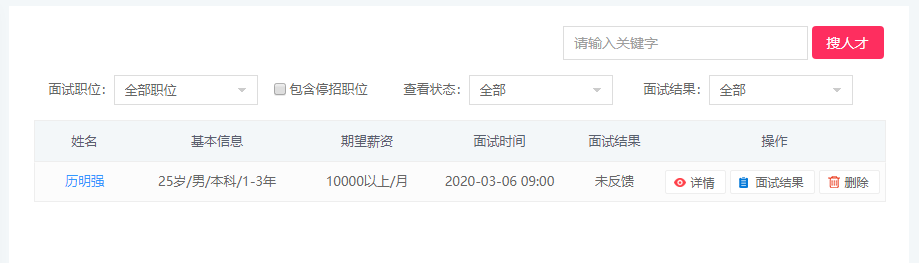 请输入关键字 搜人才
面试职位: 全部职位 包含停招职位 查看状态: 全部 面试结果: 全部
姓名 基本信息 期望薪资 面试时间 面试结果 操作
历明强 25岁/男/本科/1-3年 10000以上/月 2020-03-06 09:00 未反馈 详情 面试结果 删除